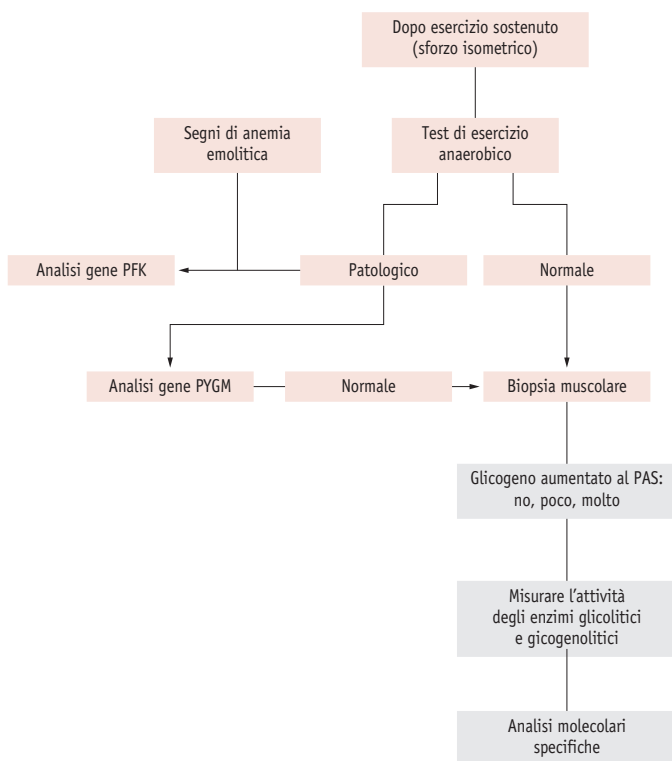 Dopo esercizio sostenuto
(sforzo isometrico)
Segni di anemia
emolitica
Test di esercizio
anaerobico
Analisi gene PFK
Patologico
Normale
Analisi gene PYGM
Normale
Biopsia muscolare
Glicogeno aumentato al PAS:
no, poco, molto
Misurare l'attività
degli enzimi glicolitici
e gicogenolitici
Analisi molecolari
specifiche